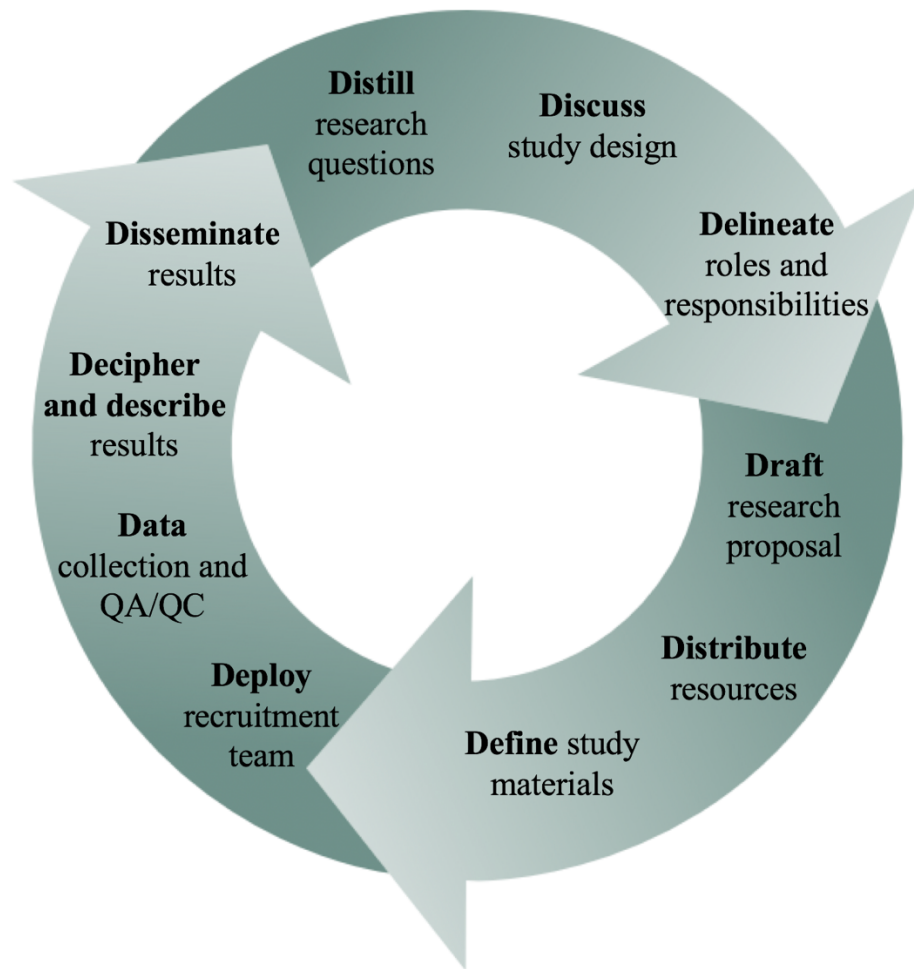 Distill
research
questions
Discuss
study design
Delineate
roles and
responsibilities
Draft
research
proposal
Distribute
resources
Define study
materials
Deploy
recruitment
team
Data
collection and
QA/QC
Decipher
and describe
results
Disseminate
results